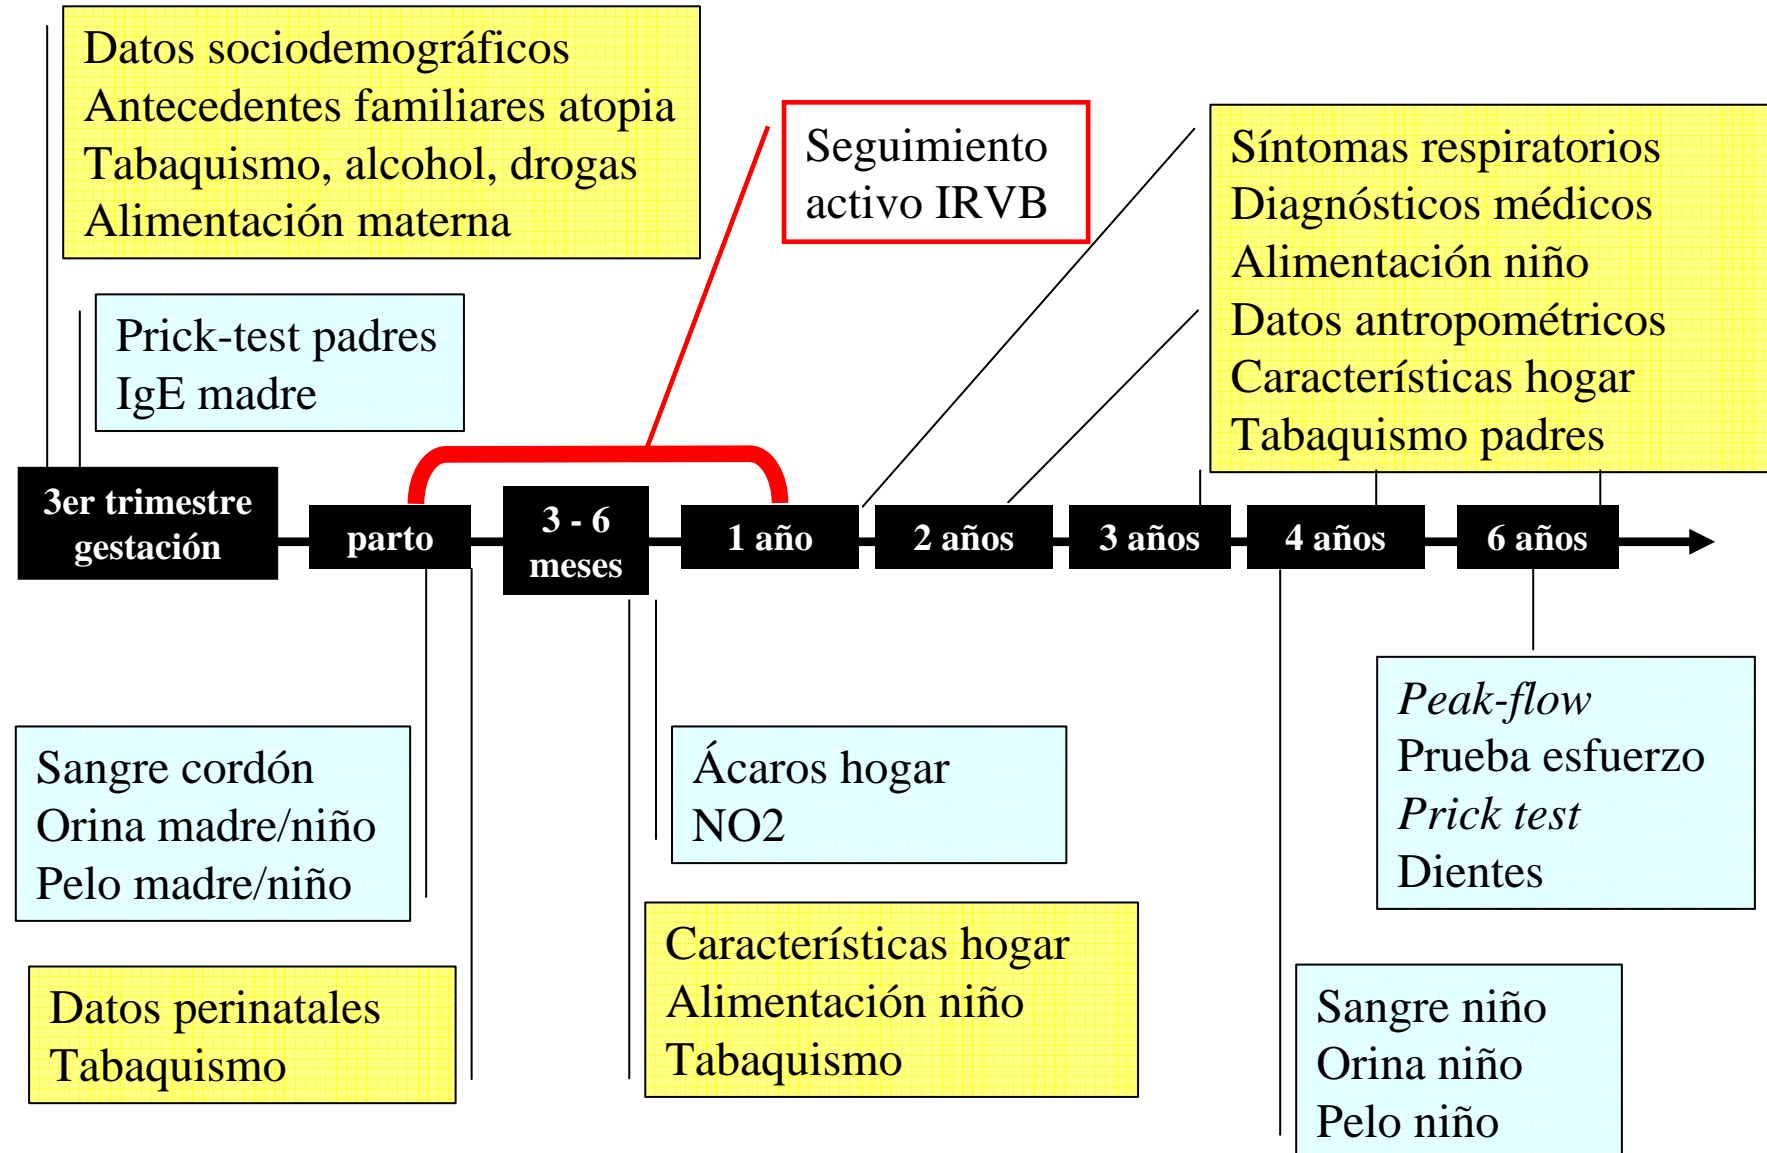 Datos sociodemográficos
Antecedentes familiares atopia
Tabaquismo, alcohol, drogas
Alimentación materna
Prick-test padres
IgE madre
Seguimiento
activo IRVB
Síntomas respiratorios
Diagnósticos médicos
Alimentación niño
Datos antropométricos
Características hogar
Tabaquismo padres
3er trimestre
gestación
parto
3 - 6
meses
1 año
2 años
3 años
4 años
6 años
Sangre cordón
Orina madre/niño
Pelo madre/niño
Datos perinatales
Tabaquismo
Ácaros hogar
NO2
Características hogar
Alimentación niño
Tabaquismo
Peak-flow
Prueba esfuerzo
Prick test
Dientes
Sangre niño
Orina niño
Pelo niño